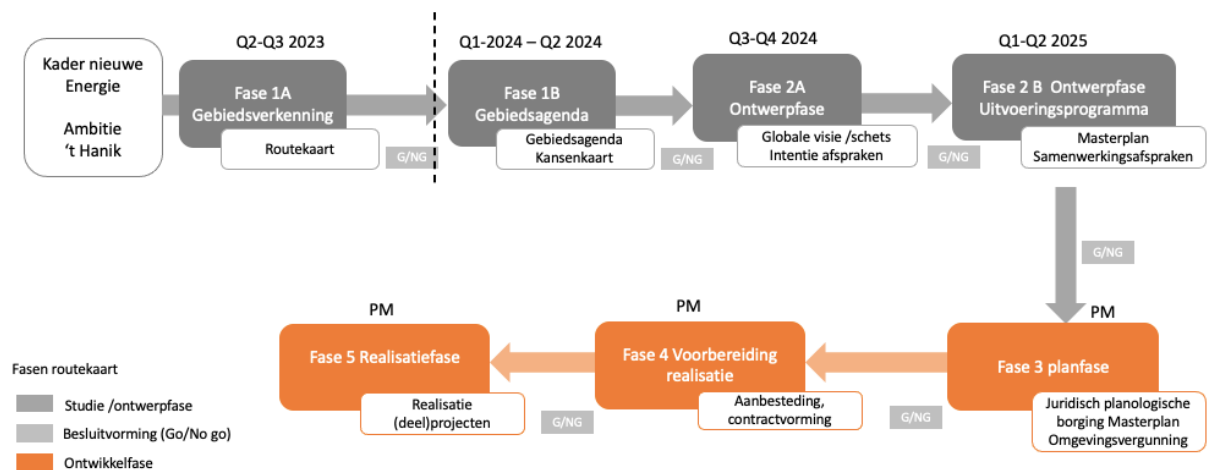 Kader nieuwe
Energie
Ambitie
‘t Hanik
Q2-Q3 2023
Fase 1A
Gebiedsverkenning
Routekaart
G/NG
Q1-2024 – Q2 2024
Fase 1B
Gebiedsagenda
Gebiedsagenda
Kansenkaart
G/NG
Q3-Q4 2024
Fase 2A
Ontwerpfase
Globale visie /schets
Intentie afspraken
G/NG
Q1-Q2 2025
Fase 2 B Ontwerpfase
Uitvoeringsprogramma
Masterplan
Samenwerkingsafspraken
G/NG
PM
Fase 3 planfase
Juridisch planologische
borging Masterplan
Omgevingsvergunning
G/NG
PM
Fase 4 Voorbereiding
realisatie
Aanbesteding,
contractvorming
G/NG
PM
Fase 5 Realisatiefase
Realisatie
(deel)projecten
Fasen routekaart
Studie /ontwerpfase
Besluitvorming (Go/No go)
Ontwikkelfase